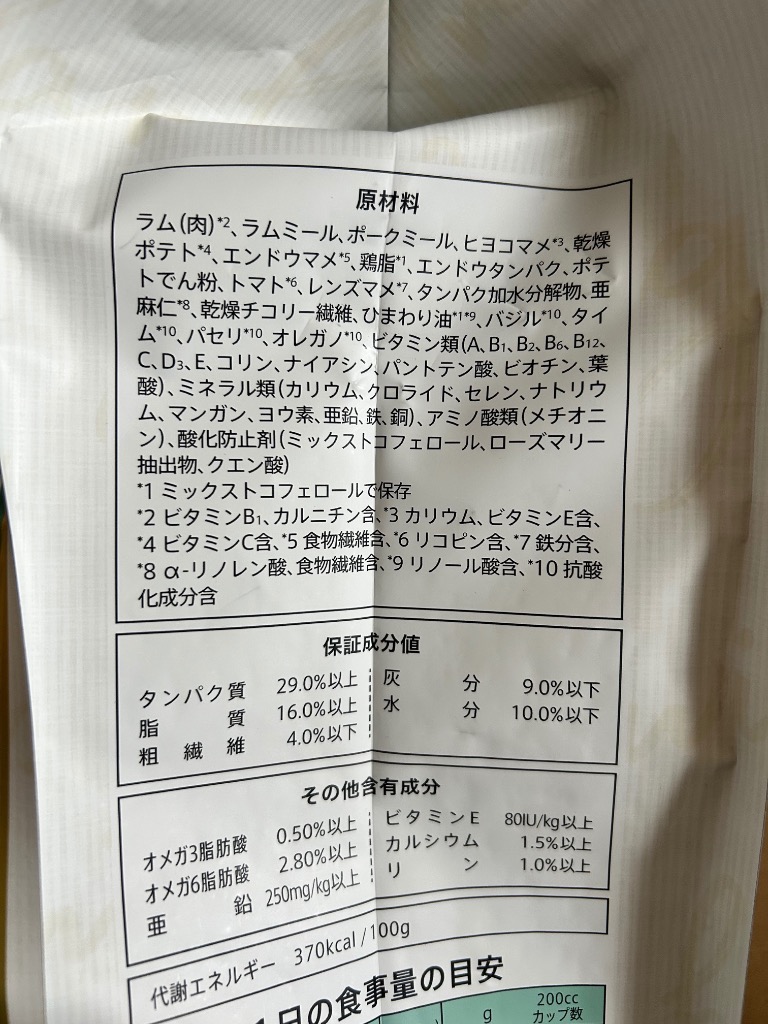 原材料
ラム(肉)*2、ラムミール、ポークミール、ヒヨコマメ*3、乾燥
ポテト*4、エンドウマメ*5、鶏脂*1、エンドウタンパク、ポテ
トでん粉、トマト*6、レンズマメ*7、タンパク加水分解物、亜
麻仁*8、乾燥チコリー繊維、ひまわり油*1*9、バジル*10、タイ
ム*10、パセリ*10、オレガノ*10、ビタミン類(A、B1、B2、B6、B12、
C、D3、E、コリン、ナイアシン、パントテン酸、ビオチン、葉
酸)、ミネラル類(カリウム、クロライド、セレン、ナトリウ
ム、マンガン、ヨウ素、亜鉛、鉄、銅)、アミノ酸類(メチオニ
ン)、酸化防止剤(ミックストコフェロール、ローズマリー
抽出物、クエン酸)
*1 ミックストコフェロールで保存
*2 ビタミンB1、カルニチン含、*3 カリウム、ビタミンE含、
*4 ビタミンC含、*5 食物繊維含、*6 リコピン含、*7 鉄分含、
*8 α-リノレン酸、食物繊維含、*9 リノール酸含、*10 抗酸
化成分含
保証成分値
タンパク質 29.0%以上
脂質 16.0%以上
粗繊維 4.0%以下
灰分 9.0%以下
水分 10.0%以下
その他含有成分
オメガ3脂肪酸 0.50%以上
オメガ6脂肪酸 2.80%以上
亜鉛 250mg/kg以上
ビタミンE 80IU/kg以上
カルシウム 1.5%以上
リン 1.0%以上
代謝エネルギー 370kcal/100g
1日の食事量の目安
g
200cc
カップ数